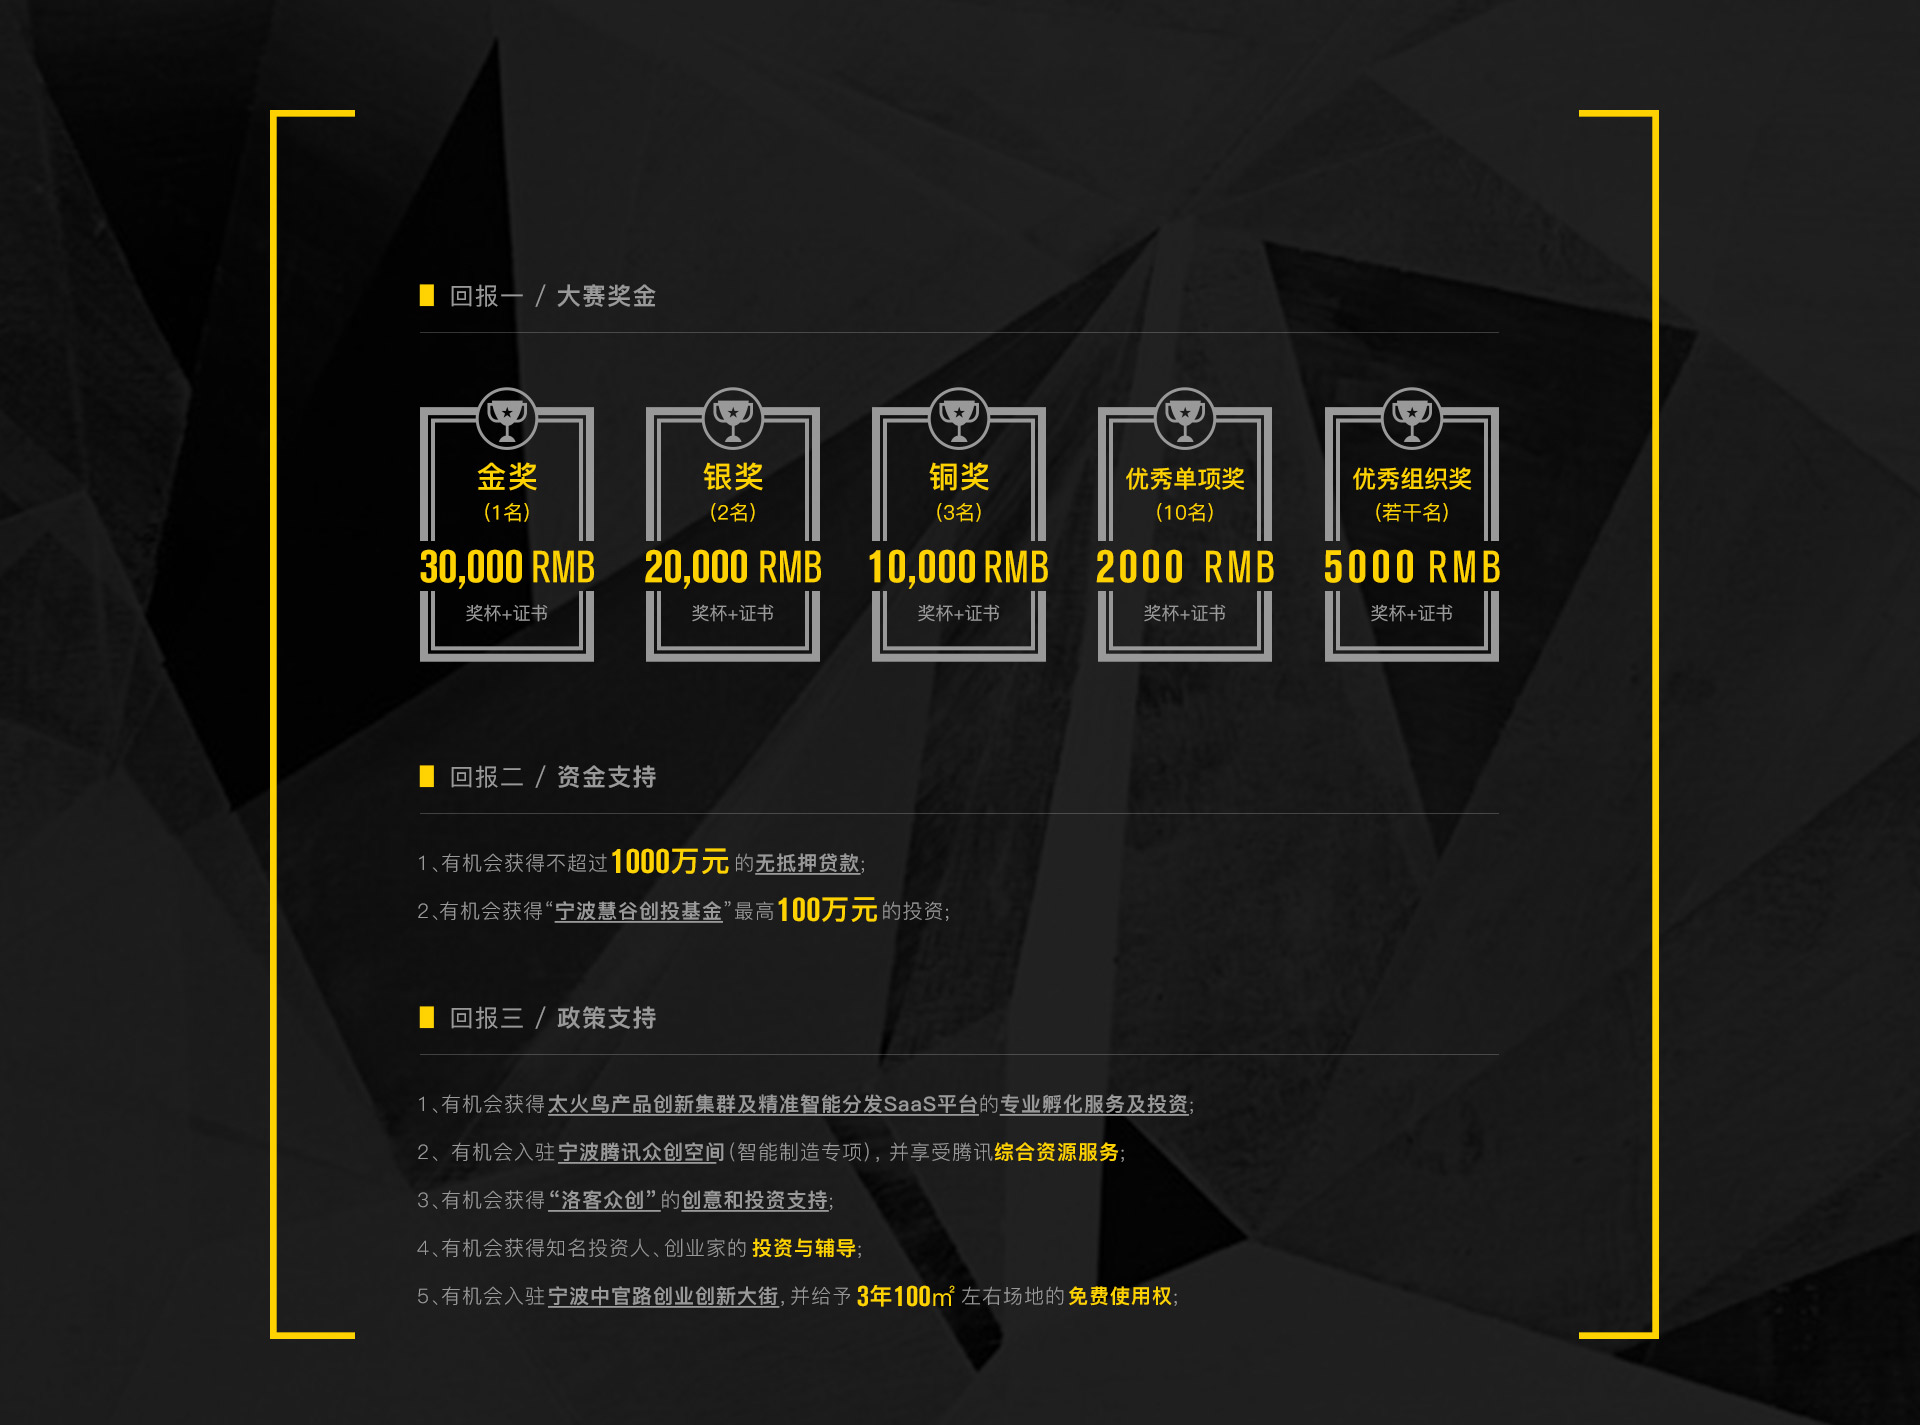 回报一 / 大赛奖金
金奖
(1名)
30,000 RMB
奖杯+证书
银奖
(2名)
20,000 RMB
奖杯+证书
铜奖
(3名)
10,000 RMB
奖杯+证书
优秀单项奖
(10名)
2000 RMB
奖杯+证书
优秀组织奖
(若干名)
5000 RMB
奖杯+证书
回报二 / 资金支持
1、有机会获得不超过1000万元的无抵押贷款;
2、有机会获得“宁波慧谷创投基金”最高100万元的投资;
回报三 / 政策支持
1、有机会获得太火鸟产品创新集群及精准智能分发SaaS平台的专业孵化服务及投资;
2、有机会入驻宁波腾讯众创空间(智能制造专项)，并享受腾讯综合资源服务;
3、有机会获得“洛客众创”的创意和投资支持;
4、有机会获得知名投资人、创业家的投资与辅导;
5、有机会入驻宁波中官路创业创新大街,并给予3年100㎡左右场地的免费使用权;